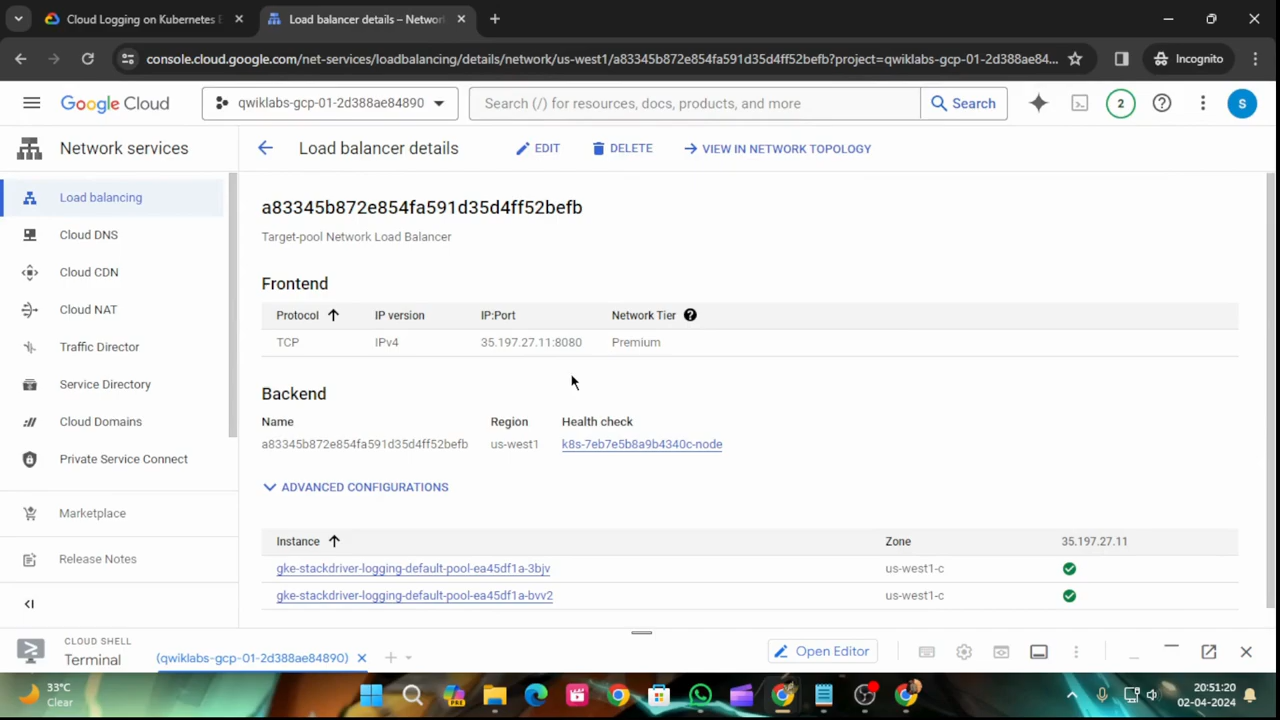 Cloud Logging on Kubernetes E
Load balancer details – Networ
console.cloud.google.com/net-services/loadbalancing/details/network/us-west1/a83345b872e854fa591d35d4ff52befb?project=qwiklabs-gcp-01-2d388ae84...
Incognito
Google Cloud
qwiklabs-gcp-01-2d388ae84890
Search (/) for resources, docs, products, and more
Search
2
S
Network services
Load balancer details
EDIT
DELETE
VIEW IN NETWORK TOPOLOGY
Load balancing
Cloud DNS
Cloud CDN
Cloud NAT
Traffic Director
Service Directory
Cloud Domains
Private Service Connect
Marketplace
Release Notes
a83345b872e854fa591d35d4ff52befb
Target-pool Network Load Balancer
Frontend
Protocol IP version IP:Port Network Tier
TCP IPv4 35.197.27.11:8080 Premium
Backend
Name Region Health check
a83345b872e854fa591d35d4ff52befb us-west1 k8s-7eb7e5b8a9b4340c-node
ADVANCED CONFIGURATIONS
Instance Zone 35.197.27.11
gke-stackdriver-logging-default-pool-ea45df1a-3bjv us-west1-c
gke-stackdriver-logging-default-pool-ea45df1a-bvv2 us-west1-c
CLOUD SHELL
Terminal
(qwiklabs-gcp-01-2d388ae84890)
Open Editor
33°C
Clear
20:51:20
02-04-2024